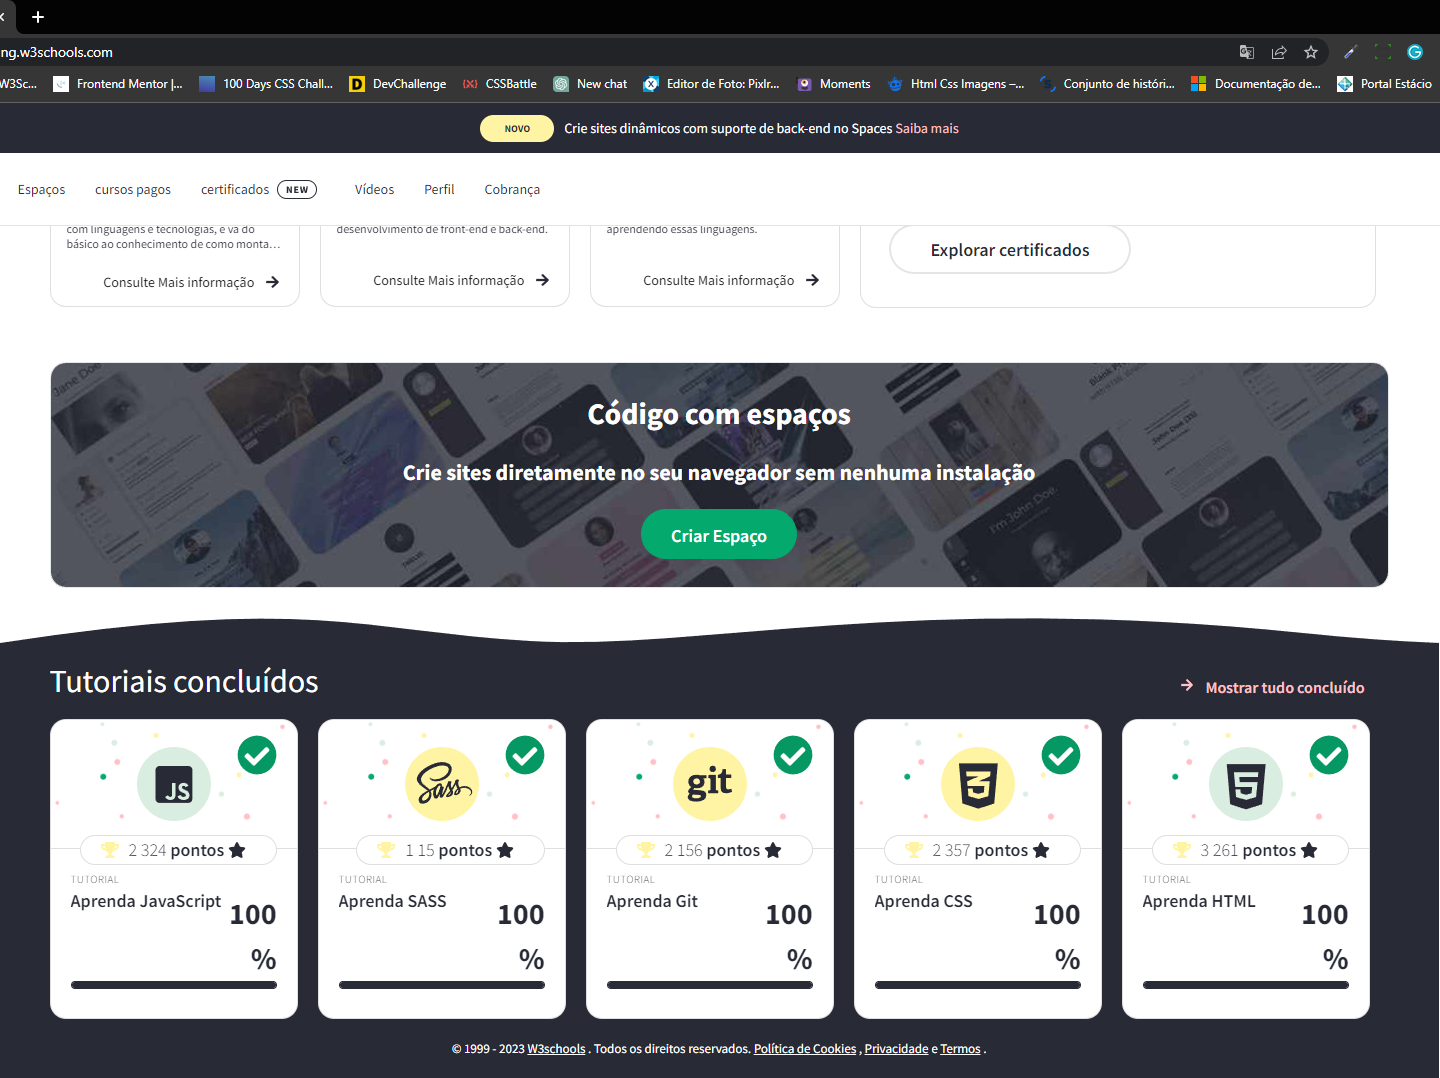 ng.w3schools.com
W3Sc...
Frontend Mentor |...
100 Days CSS Chall...
DevChallenge
CSSBattle
New chat
Editor de Foto: Pixlr...
Moments
Html Css Imagens –...
Conjunto de históri...
Documentação de...
Portal Estácio
NOVO
Crie sites dinâmicos com suporte de back-end no Spaces Saiba mais
Espaços
cursos pagos
certificados NEW
Vídeos
Perfil
Cobrança
com linguagens e tecnologias, e vá do
básico ao conhecimento de como monta...
Consulte Mais informação
desenvolvimento de front-end e back-end.
Consulte Mais informação
aprendendo essas linguagens.
Consulte Mais informação
Explorar certificados
Jane Doe
I'm John Doe.
Código com espaços
Crie sites diretamente no seu navegador sem nenhuma instalação
Criar Espaço
Tutoriais concluídos
Mostrar tudo concluído
JS
2 324 pontos
TUTORIAL
Aprenda JavaScript
100
%
Sass
1 15 pontos
TUTORIAL
Aprenda SASS
100
%
git
2 156 pontos
TUTORIAL
Aprenda Git
100
%
3
2 357 pontos
TUTORIAL
Aprenda CSS
100
%
5
3 261 pontos
TUTORIAL
Aprenda HTML
100
%
© 1999 - 2023 W3schools . Todos os direitos reservados. Política de Cookies , Privacidade e Termos .